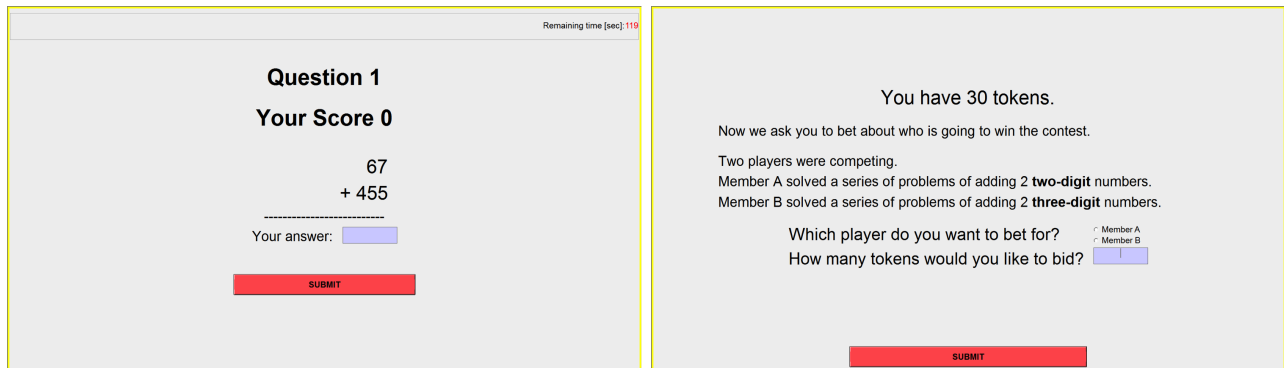 Remaining time [sec]: 119
Question 1
Your Score 0
67
+ 455
--------------------------
Your answer:
SUBMIT
You have 30 tokens.
Now we ask you to bet about who is going to win the contest.
Two players were competing.
Member A solved a series of problems of adding 2 two-digit numbers.
Member B solved a series of problems of adding 2 three-digit numbers.
Which player do you want to bet for?
Member A
Member B
How many tokens would you like to bid?
SUBMIT